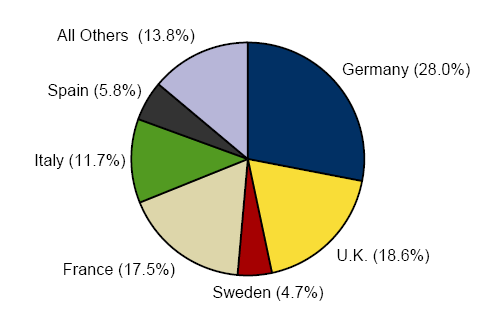 All Others  (13.8%)
Germany (28.0%)
Spain (5.8%)
Italy (11.7%)
U.K. (18.6%)
France (17.5%)
Sweden (4.7%)